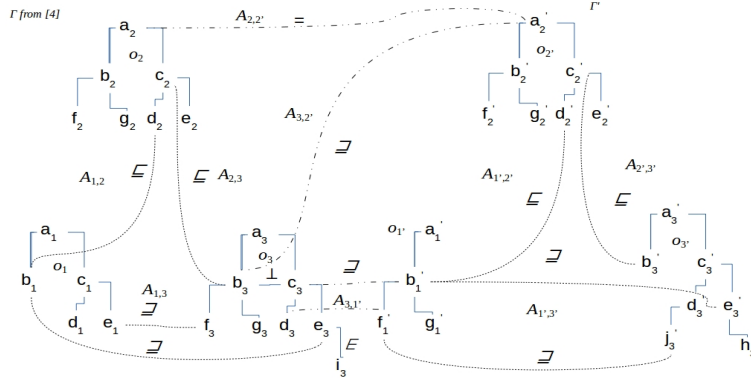 Γ from [4]
A2,2'
=
Γ'
a2
o2
b2
c2
f2
g2
d2
e2
a2'
o2'
b2'
c2'
f2'
g2'
d2'
e2'
A3,2'
⊒
A1,2
⊑
⊑
A2,3
A1',2'
⊑
⊑
A2',3'
a1
o1
b1
c1
d1
e1
A1,3
⊒
⊒
a3
o3
⊥
b3
c3
f3
g3
d3
e3
E
i3
⊒
A3,1'
o1'
a1'
b1'
f1'
g1'
⊒
A1',3'
⊒
a3'
o3'
b3'
c3'
d3'
e3'
j3'
h